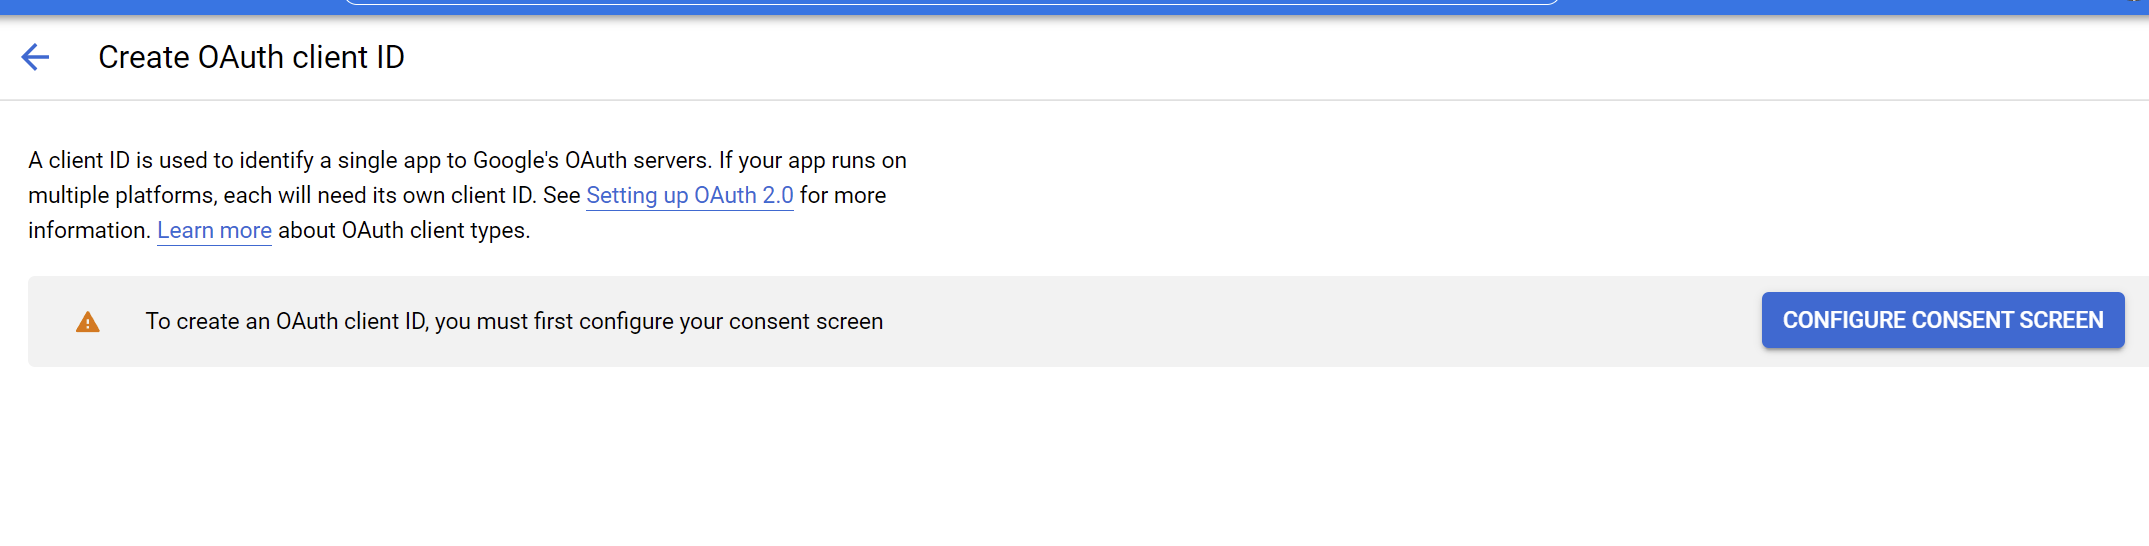 Create OAuth client ID
A client ID is used to identify a single app to Google's OAuth servers. If your app runs on
multiple platforms, each will need its own client ID. See Setting up OAuth 2.0 for more
information. Learn more about OAuth client types.
To create an OAuth client ID, you must first configure your consent screen
CONFIGURE CONSENT SCREEN